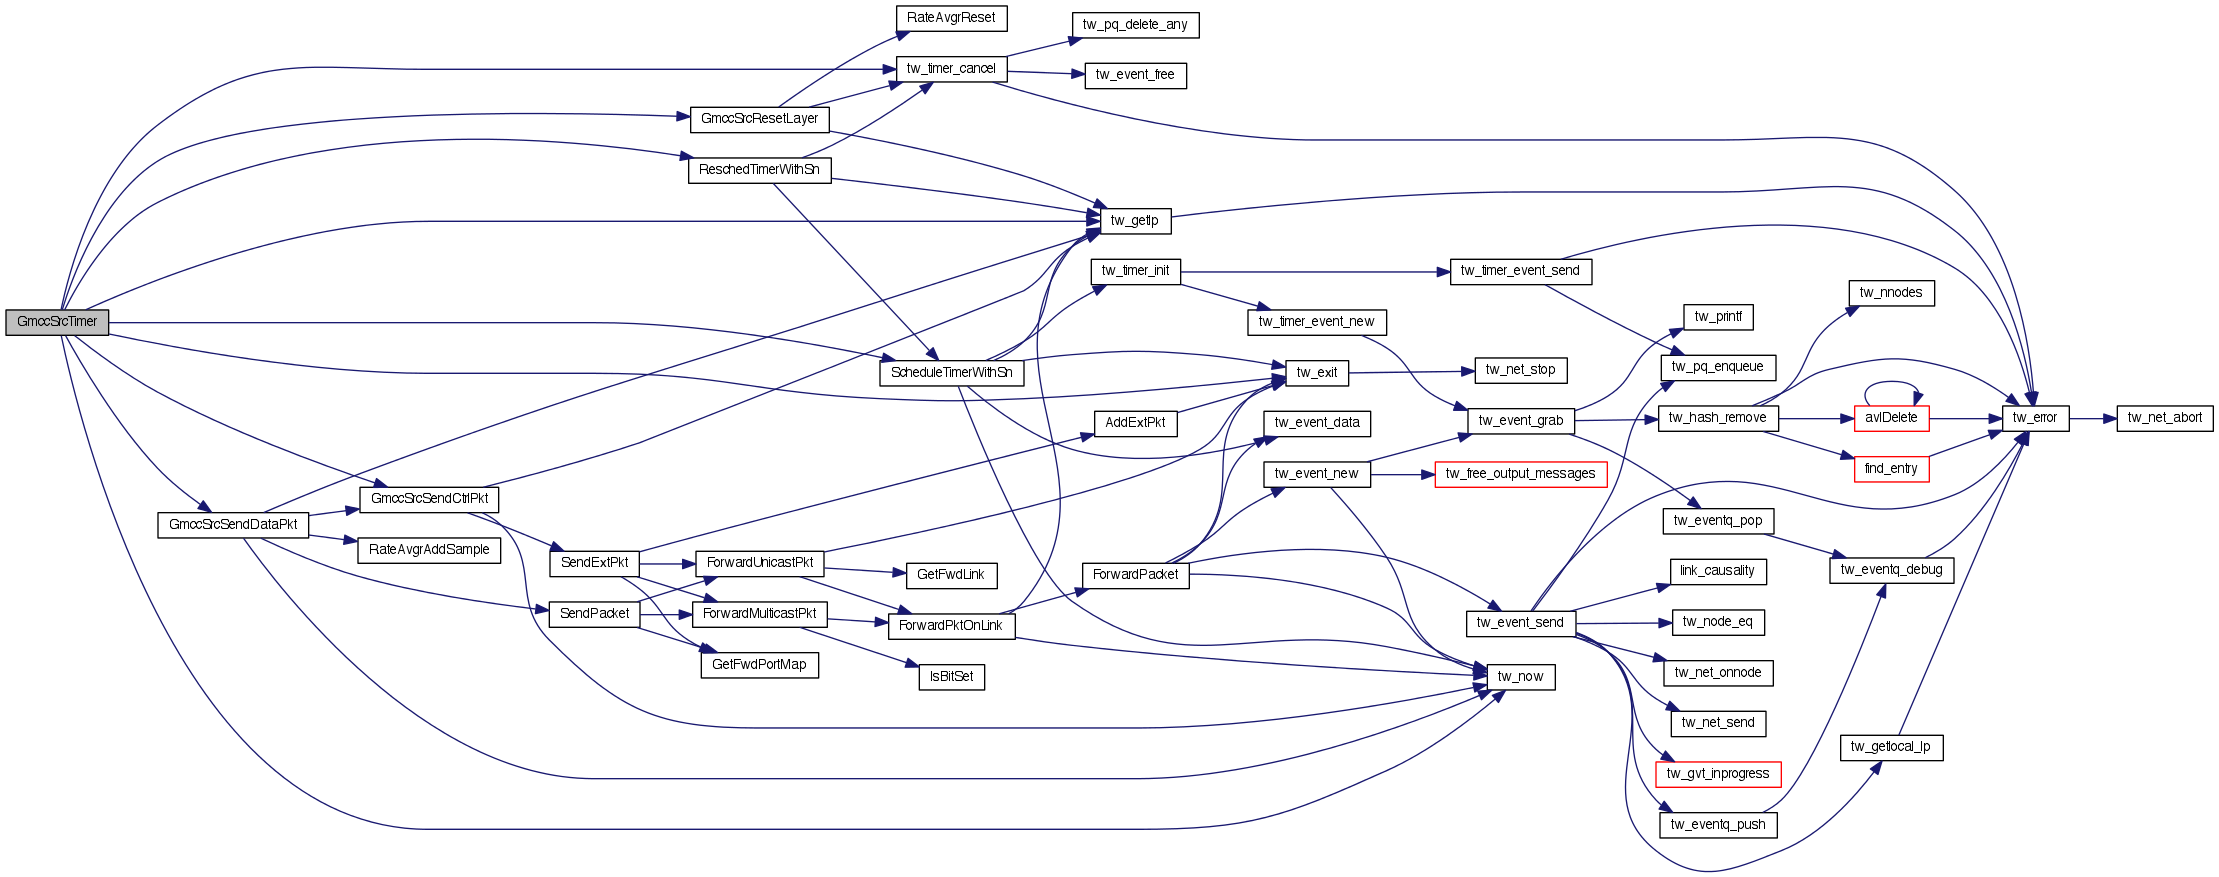 RateAvgrReset
tw_pq_delete_any
tw_timer_cancel
tw_event_free
GmccSrcResetLayer
ReschedTimerWithSn
tw_getlp
tw_timer_init
tw_timer_event_send
tw_nnodes
GmccSrcTimer
tw_timer_event_new
tw_printf
ScheduleTimerWithSn
tw_exit
tw_net_stop
tw_pq_enqueue
AddExtPkt
tw_event_data
tw_event_grab
tw_hash_remove
avlDelete
tw_error
tw_net_abort
GmccSrcSendCtrlPkt
tw_event_new
tw_free_output_messages
find_entry
GmccSrcSendDataPkt
RateAvgrAddSample
tw_eventq_pop
SendExtPkt
ForwardUnicastPkt
GetFwdLink
ForwardPacket
link_causality
tw_eventq_debug
SendPacket
ForwardMulticastPkt
ForwardPktOnLink
tw_event_send
tw_node_eq
GetFwdPortMap
IsBitSet
tw_now
tw_net_onnode
tw_net_send
tw_getlocal_lp
tw_gvt_inprogress
tw_eventq_push